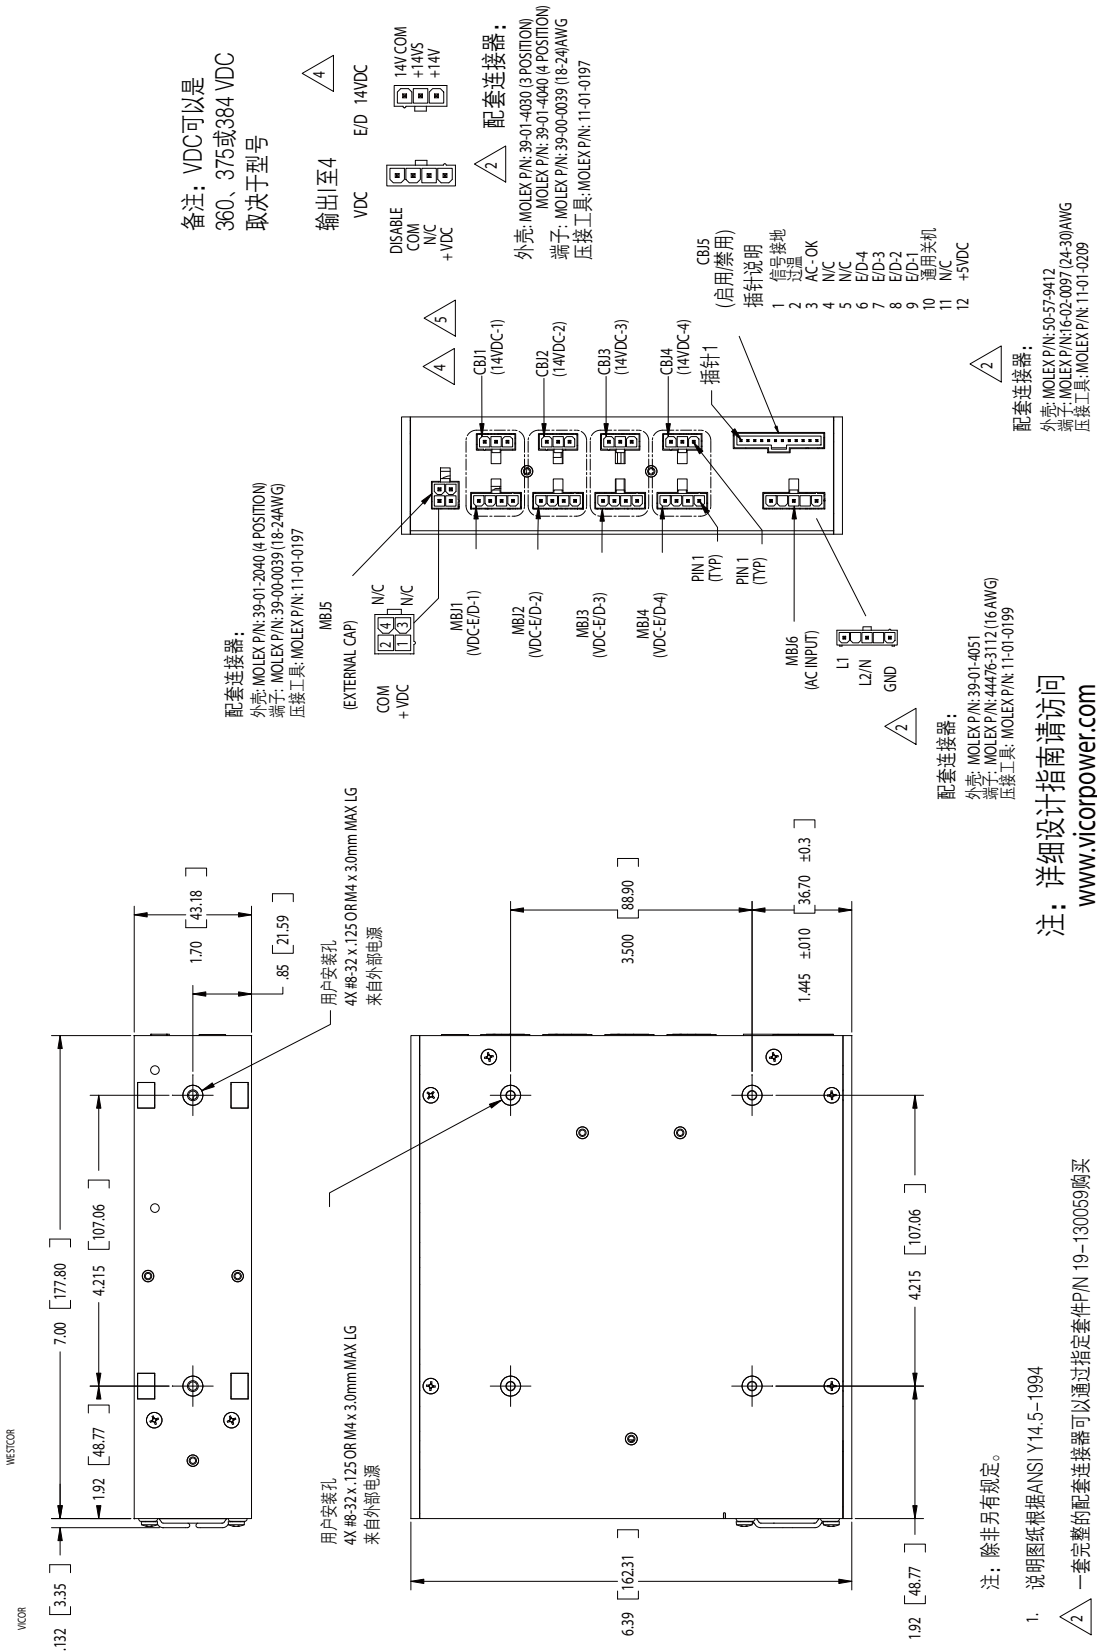 VICOR
WESTCOR
.132 [3.35]
7.00 [177.80]
1.92 [48.77]
4.215 [107.06]
1.70 [43.18]
.85 [21.59]
用户安装孔
4X #8-32 x .125 OR M4 x 3.0mm MAX LG
来自外部电源
用户安装孔
4X #8-32 x .125 OR M4 x 3.0mm MAX LG
来自外部电源
6.39 [162.31]
3.500 [88.90]
1.445 ±.010 [36.70 ±0.3]
1.92 [48.77]
4.215 [107.06]
注：除非另有规定。
1. 说明图纸根据ANSI Y14.5-1994
2 一套完整的配套连接器可以通过指定套件P/N 19-130059购买
注：详细设计指南请访问
www.vicorpower.com
备注：VDC可以是
360、375或384 VDC
取决于型号
输出I至4
4
VDC
E/D 14VDC
DISABLE
COM
N/C
+VDC
14V COM
+14VS
+14V
2
配套连接器：
外壳: MOLEX P/N: 39-01-4030 (3 POSITION)
MOLEX P/N: 39-01-4040 (4 POSITION)
端子: MOLEX P/N: 39-00-0039 (18-24)AWG
压接工具: MOLEX P/N: 11-01-0197
配套连接器：
外壳: MOLEX P/N: 39-01-2040 (4 POSITION)
端子: MOLEX P/N: 39-00-0039 (18-24AWG)
压接工具: MOLEX P/N: 11-01-0197
MBJ5
(EXTERNAL CAP)
COM
+ VDC
2 4
1 3
N/C
N/C
4
5
CBJ1
(14VDC-1)
CBJ2
(14VDC-2)
CBJ3
(14VDC-3)
CBJ4
(14VDC-4)
插针1
MBJ1
(VDC-E/D-1)
MBJ2
(VDC-E/D-2)
MBJ3
(VDC-E/D-3)
MBJ4
(VDC-E/D-4)
PIN 1
(TYP)
PIN 1
(TYP)
MBJ6
(AC INPUT)
L1
L2/N
GND
CBJ5
(启用/禁用)
插针说明
1 信号接地
2 过温
3 AC - OK
4 N/C
5 N/C
6 E/D-4
7 E/D-3
8 E/D-2
9 E/D-1
10 通用关机
11 N/C
12 +5VDC
2
配套连接器：
外壳: MOLEX P/N: 50-57-9412
端子: MOLEX P/N:16-02-0097 (24-30)AWG
压接工具: MOLEX P/N: 11-01-0209
2
配套连接器：
外壳: MOLEX P/N: 39-01-4051
端子: MOLEX P/N: 44476-3112 (16 AWG)
压接工具: MOLEX P/N: 11-01-0199